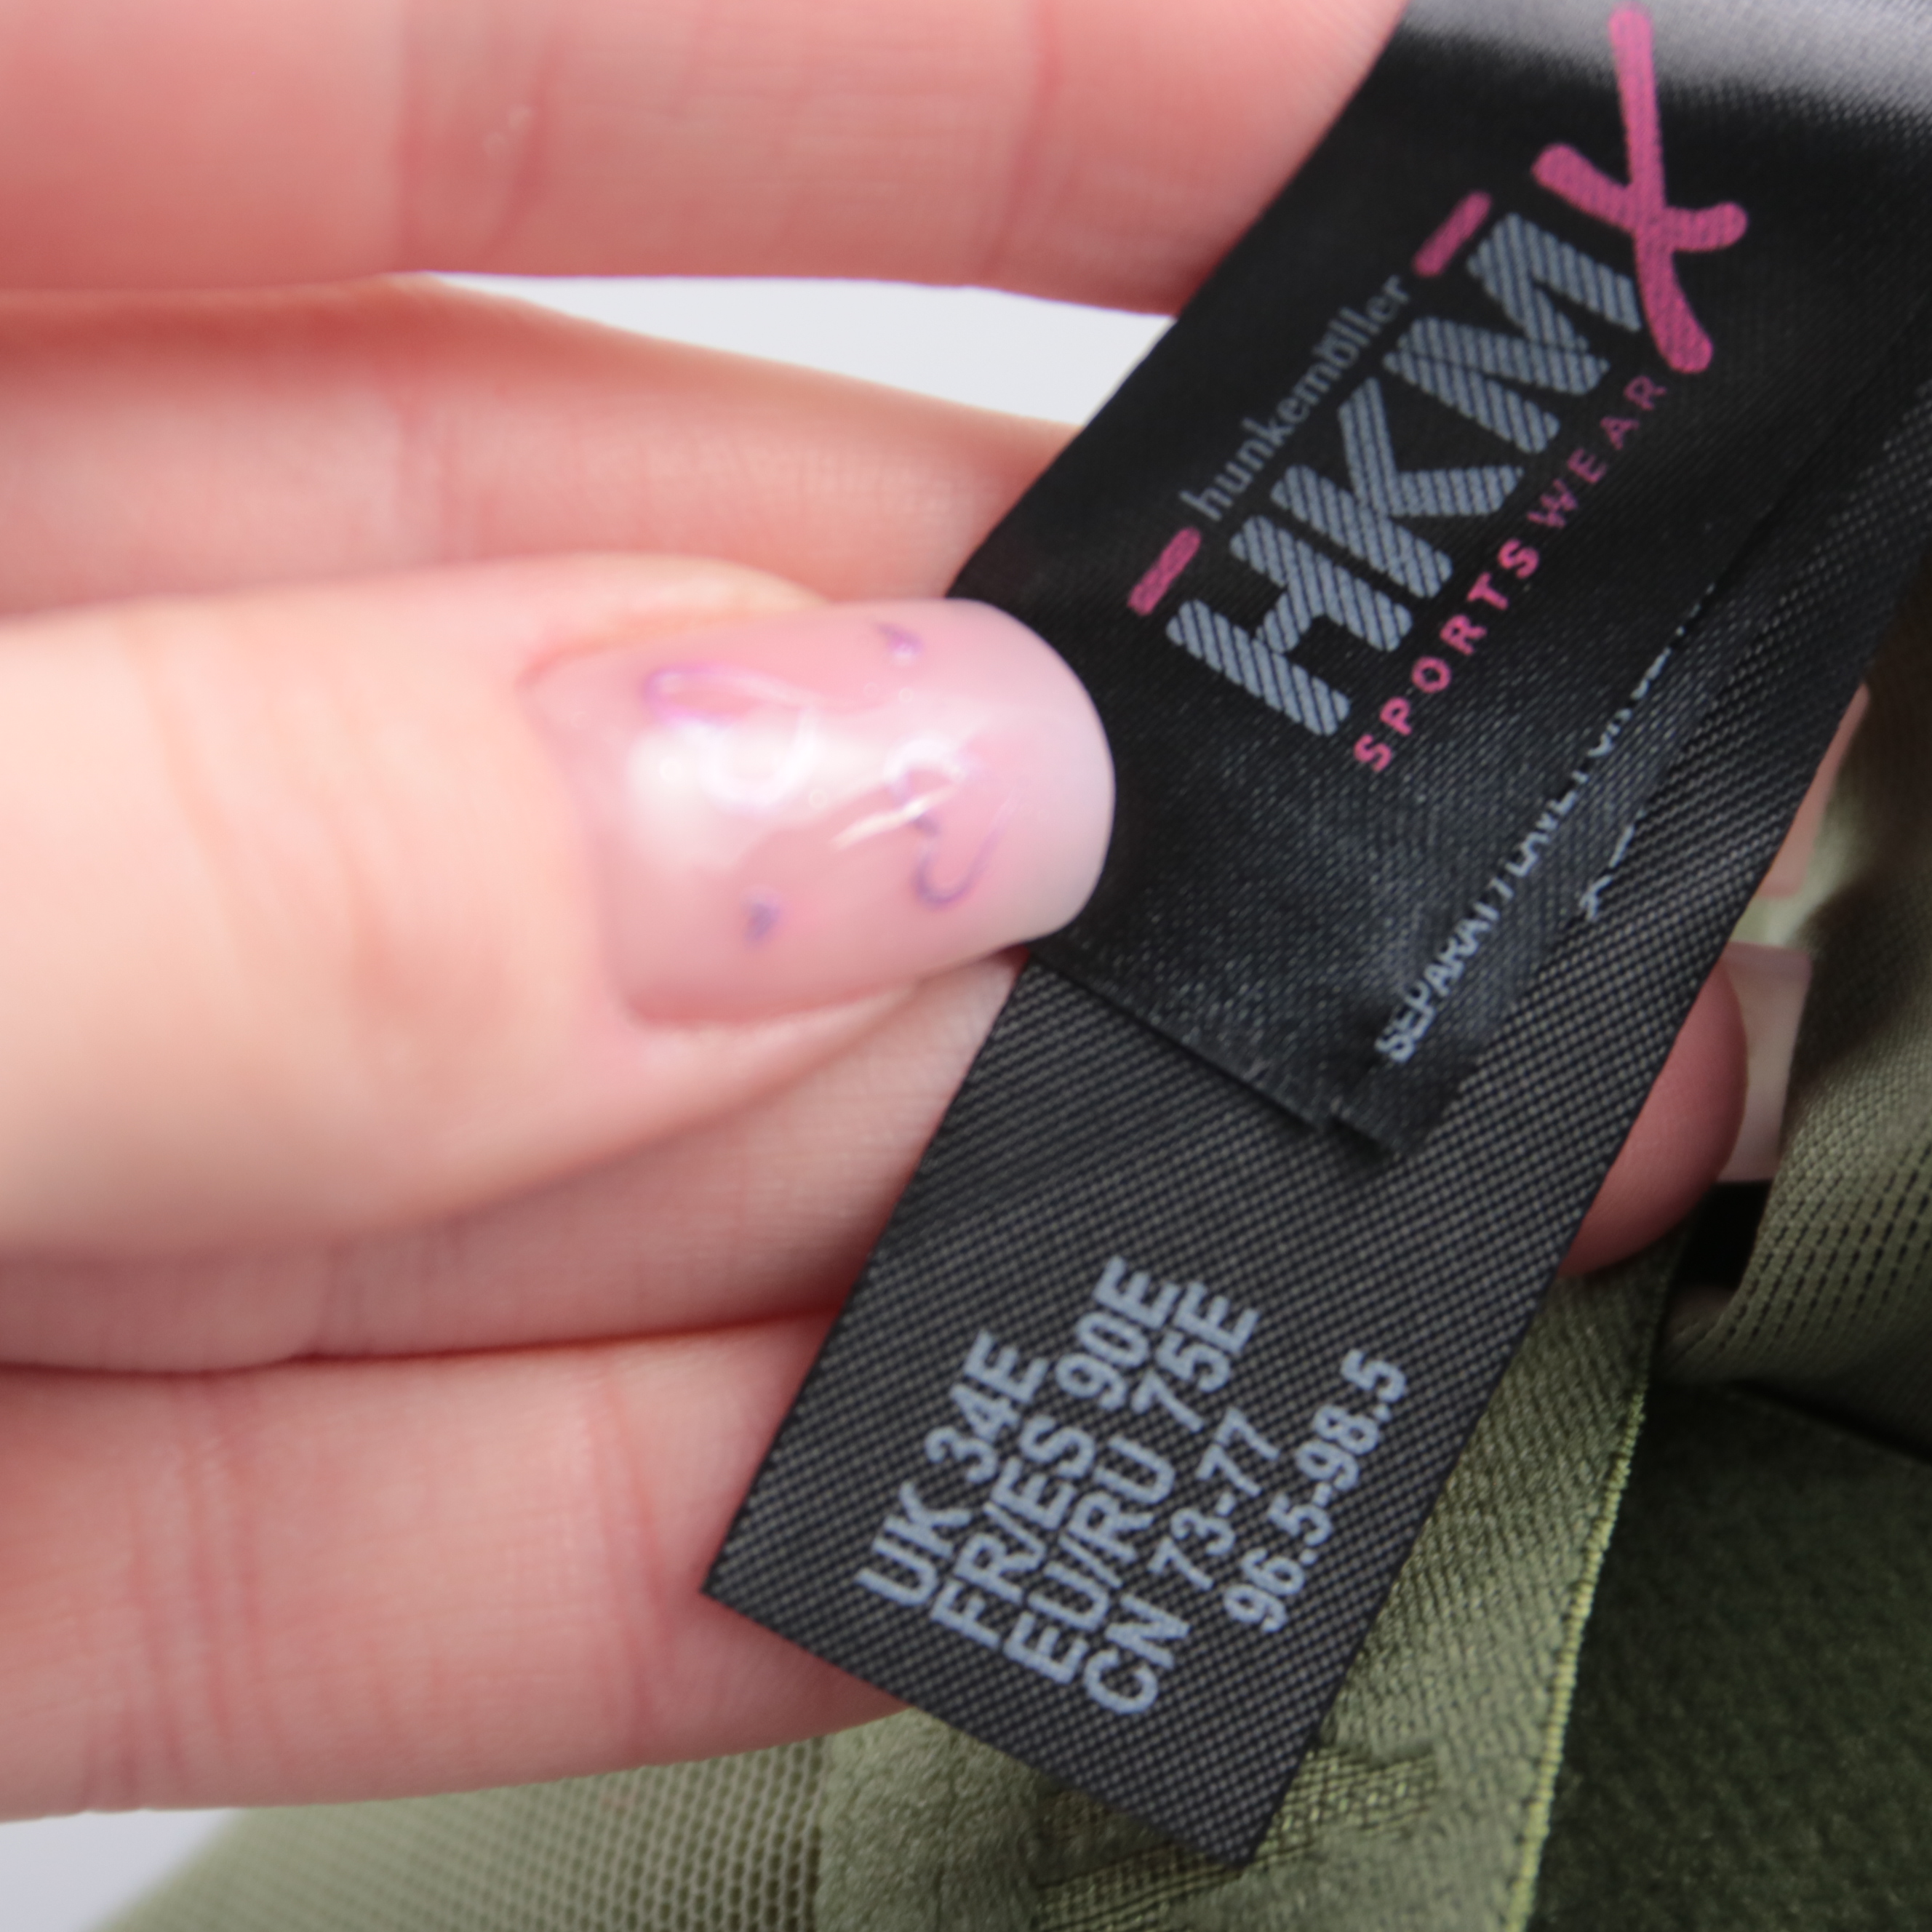 hunkemöller
HKMX
SPORTSWEAR
UK 34E
FR/ES 90E
EU/RU 75E
CN 73-77
96.5-98.5